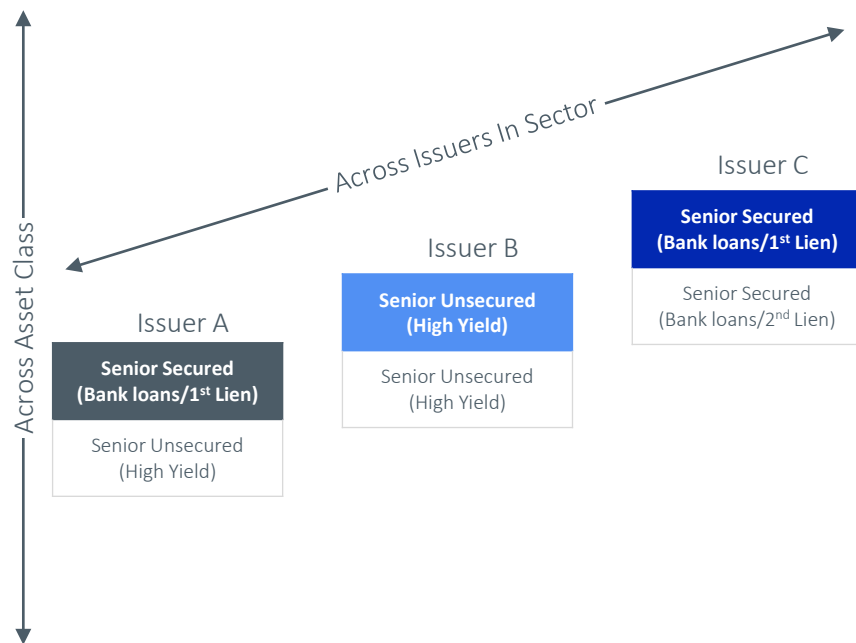 Across Asset Class
Across Issuers In Sector
Issuer A
Senior Secured
(Bank loans/1st Lien)
Senior Unsecured
(High Yield)
Issuer B
Senior Unsecured
(High Yield)
Senior Unsecured
(High Yield)
Issuer C
Senior Secured
(Bank loans/1st Lien)
Senior Secured
(Bank loans/2nd Lien)